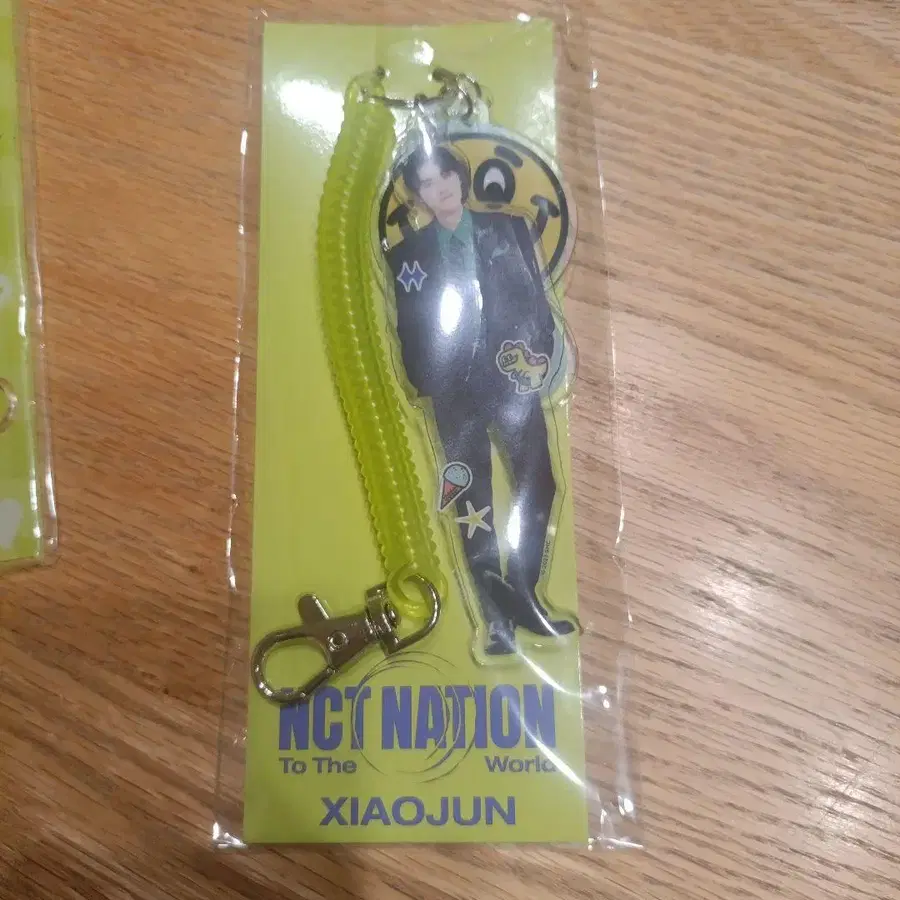 NCT NATION
To The World
XIAOJUN